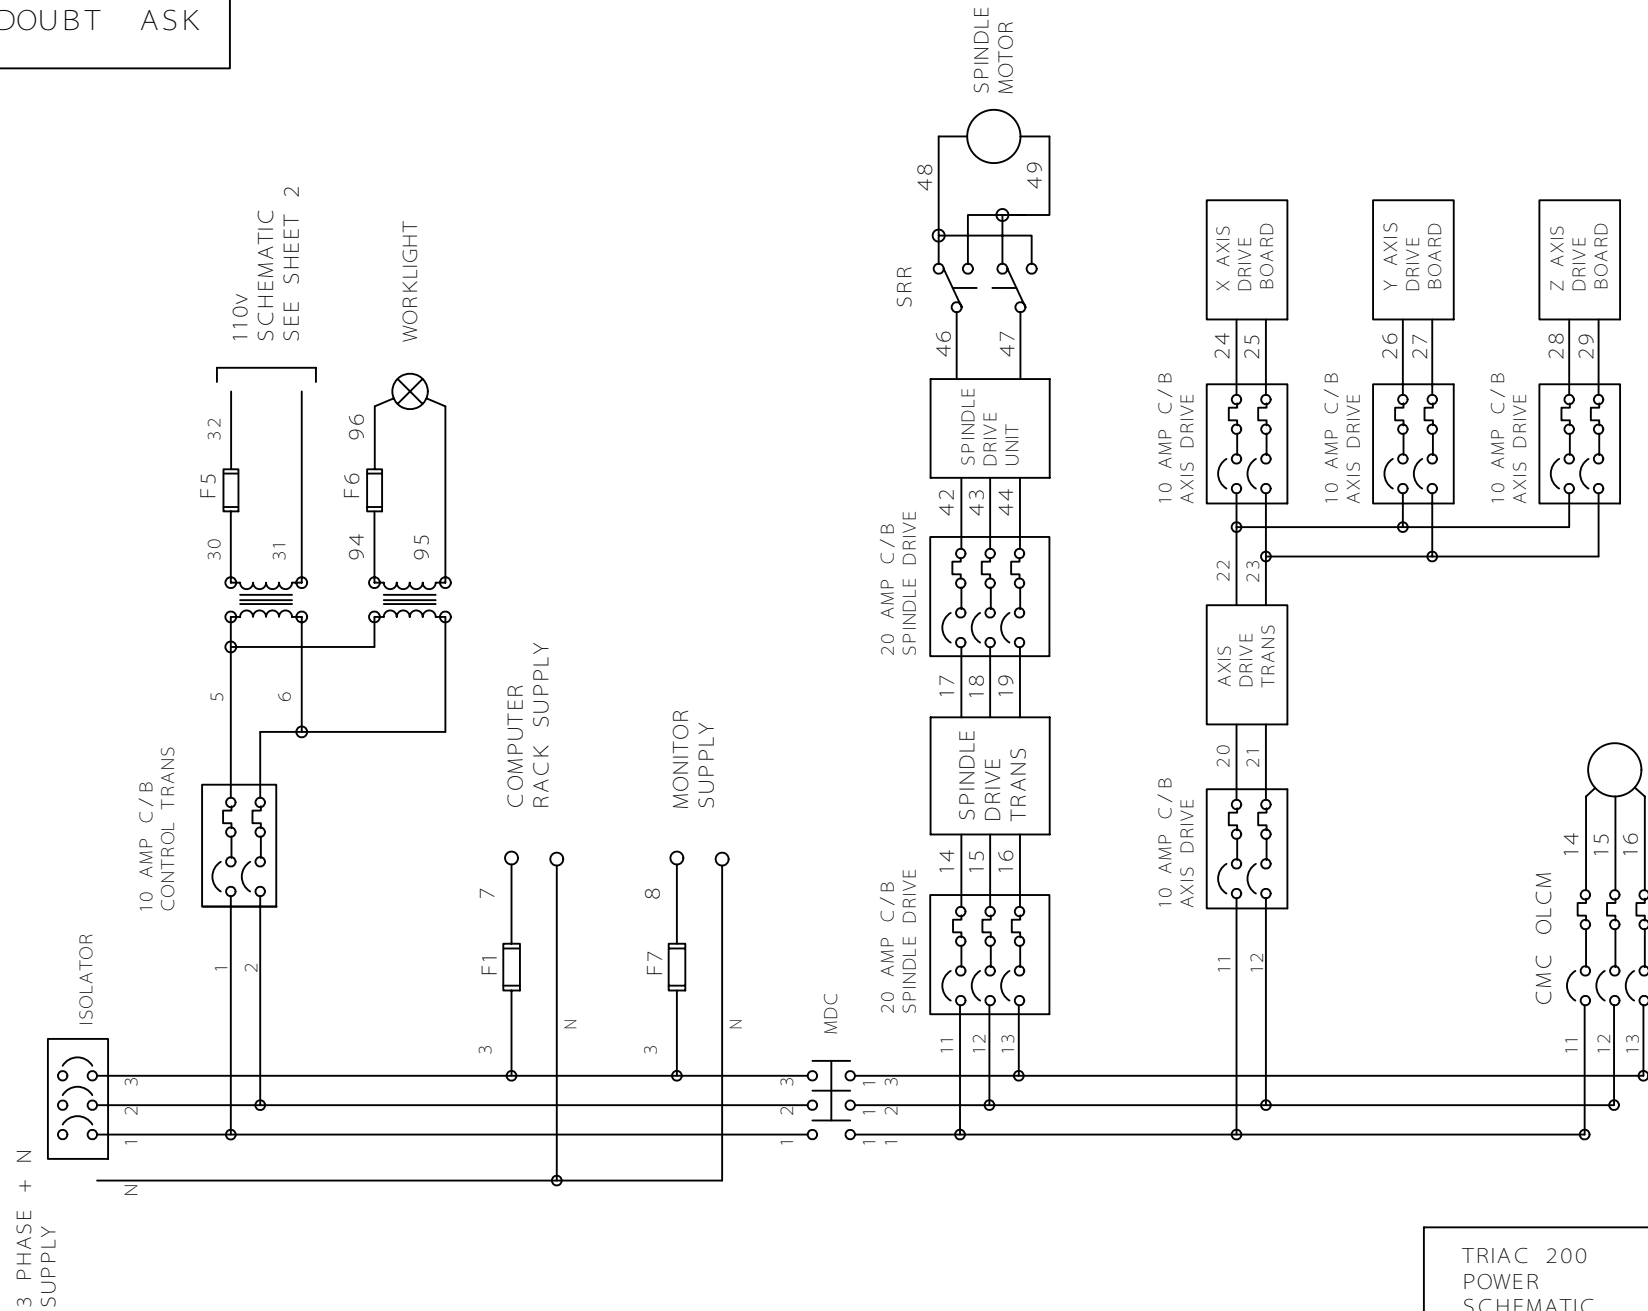 DOUBT ASK
SPINDLE
MOTOR
48
49
110v
SCHEMATIC
SEE SHEET 2
WORKLIGHT
SRR
46
47
X AXIS
DRIVE
BOARD
Y AXIS
DRIVE
BOARD
Z AXIS
DRIVE
BOARD
24
25
26
27
28
29
32
96
F5
F6
30
31
94
95
SPINDLE
DRIVE
UNIT
10 AMP C/B
AXIS DRIVE
10 AMP C/B
AXIS DRIVE
10 AMP C/B
AXIS DRIVE
42
43
44
20 AMP C/B
SPINDLE DRIVE
22
23
5
6
COMPUTER
RACK SUPPLY
MONITOR
SUPPLY
17
18
19
AXIS
DRIVE
TRANS
10 AMP C/B
CONTROL TRANS
SPINDLE
DRIVE
TRANS
20
21
10 AMP C/B
AXIS DRIVE
7
8
14
15
16
14
15
16
20 AMP C/B
SPINDLE DRIVE
CMC OLCM
ISOLATOR
1
2
F1
F7
11
12
3
N
3
N
MDC
11
12
13
11
12
13
3
2
1
3
2
1
13
12
11
N
3 PHASE + N
SUPPLY
TRIAC 200
POWER
SCHEMATIC